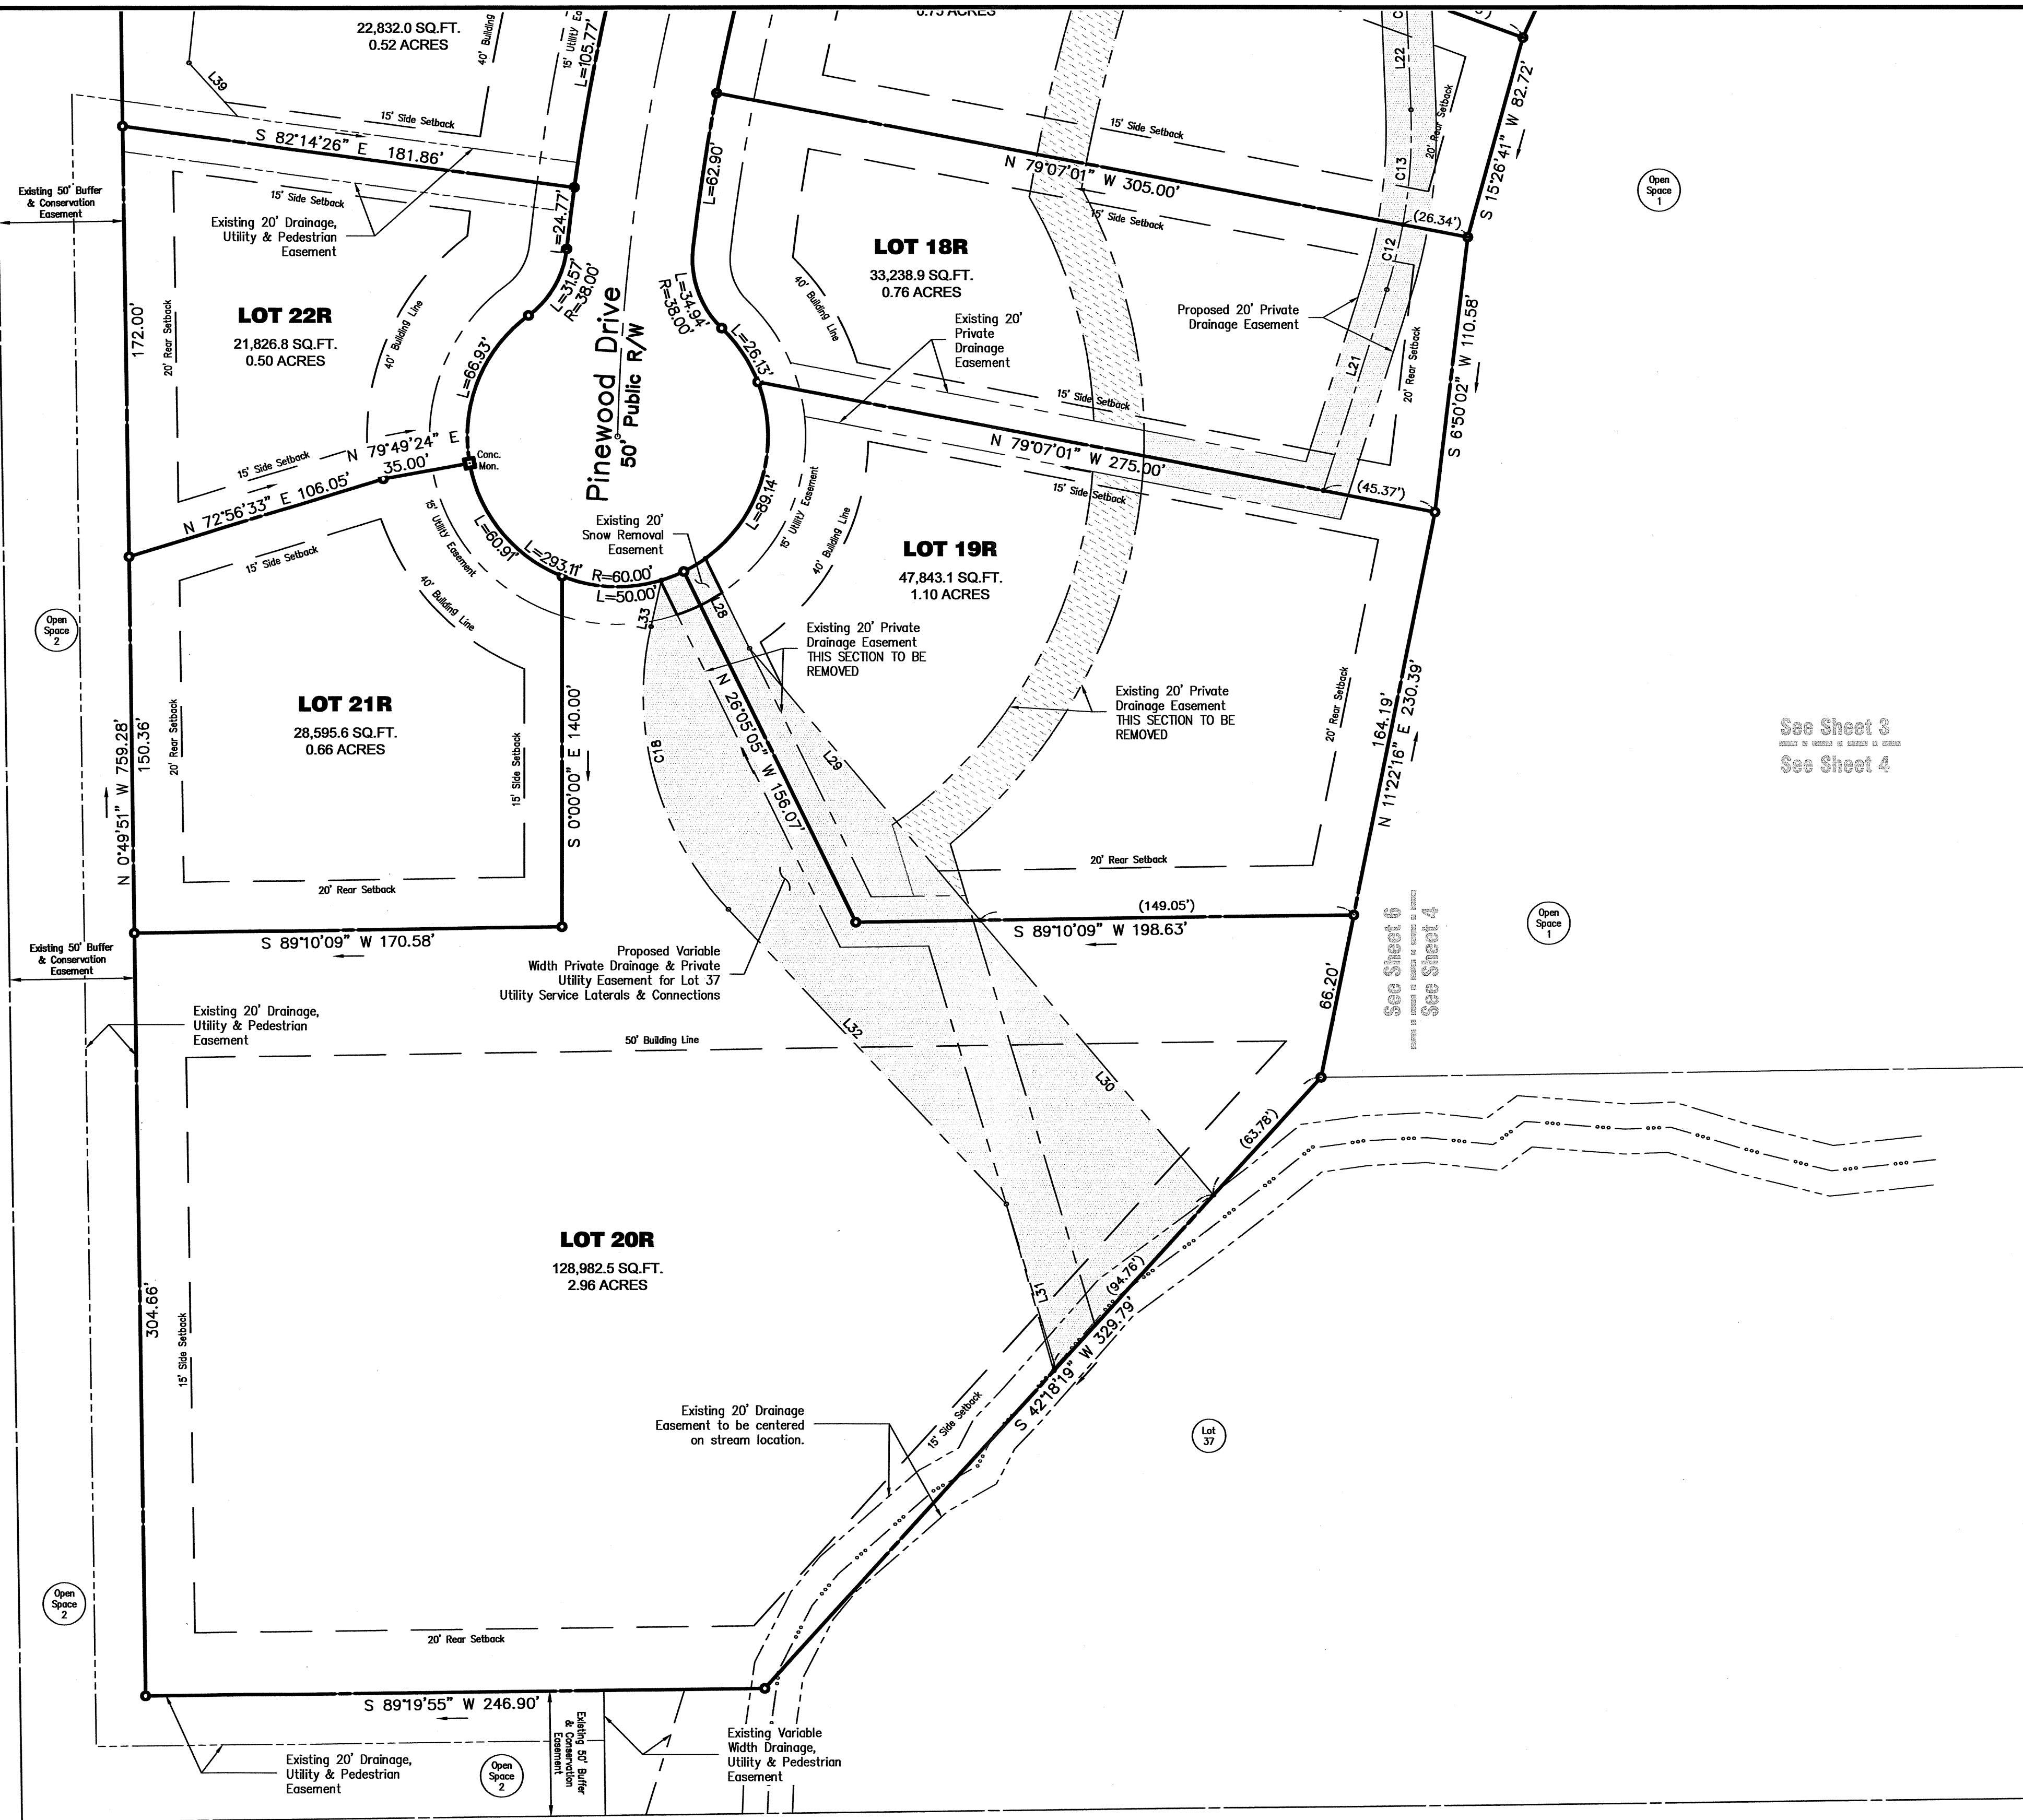 22,832.0 SQ.FT.
0.52 ACRES
40' Building
15' Utility
L=105.77'
L39
0.75 ACRES
L22
S 15°26'41" W 82.72'
15' Side Setback
S 82°14'26" E 181.86'
15' Side Setback
Existing 50' Buffer
& Conservation
Easement
Existing 20' Drainage,
Utility & Pedestrian
Easement
L=24.77'
L=62.90'
15' Side Setback
N 79°07'01" W 305.00'
15' Side Setback
20' Rear Setback
C13
(26.34')
C12
Open
Space
1
LOT 22R
21,826.8 SQ.FT.
0.50 ACRES
172.00'
20' Rear Setback
40' Building Line
L=31.57'
R=38.00'
L=66.93'
Pinewood Drive
50' Public R/W
L=34.94'
R=38.00'
L=26.13'
LOT 18R
33,238.9 SQ.FT.
0.76 ACRES
40' Building Line
Existing 20'
Private
Drainage
Easement
Proposed 20' Private
Drainage Easement
L21
20' Rear Setback
S 6°50'02" W 110.58'
15' Side Setback
N 79°07'01" W 275.00'
15' Side Setback
(45.37')
15' Side Setback
N 79°49'24" E
35.00'
N 72°56'33" E 106.05'
Conc.
Mon.
15' Side Setback
15' Utility Easement
L=60.91'
L=293.11' R=60.00'
L=50.00'
L=89.14'
15' Utility Easement
40' Building Line
Existing 20'
Snow Removal
Easement
LOT 19R
47,843.1 SQ.FT.
1.10 ACRES
L28
L33
Open
Space
2
40' Building Line
Existing 20' Private
Drainage Easement
THIS SECTION TO BE
REMOVED
Existing 20' Private
Drainage Easement
THIS SECTION TO BE
REMOVED
LOT 21R
28,595.6 SQ.FT.
0.66 ACRES
N 0°49'51" W 759.28'
150.36'
20' Rear Setback
15' Side Setback
S 0°00'00" E 140.00'
C18
N 26°05'05" W 156.07'
L29
20' Rear Setback
164.19'
N 11°22'16" E 230.39'
See Sheet 3
See Sheet 4
20' Rear Setback
20' Rear Setback
(149.05')
S 89°10'09" W 198.63'
See Sheet 6
See Sheet 4
Open
Space
1
S 89°10'09" W 170.58'
Existing 50' Buffer
& Conservation
Easement
Proposed Variable
Width Private Drainage & Private
Utility Easement for Lot 37
Utility Service Laterals & Connections
66.20'
Existing 20' Drainage,
Utility & Pedestrian
Easement
L32
50' Building Line
L30
(63.78')
LOT 20R
128,982.5 SQ.FT.
2.96 ACRES
304.66'
15' Side Setback
L31
(94.76')
S 42°18'19" W 329.79'
Existing 20' Drainage
Easement to be centered
on stream location.
15' Side Setback
Lot
37
Open
Space
2
20' Rear Setback
S 89°19'55" W 246.90'
Existing 50' Buffer
& Conservation
Easement
Existing 20' Drainage,
Utility & Pedestrian
Easement
Open
Space
2
Existing Variable
Width Drainage,
Utility & Pedestrian
Easement